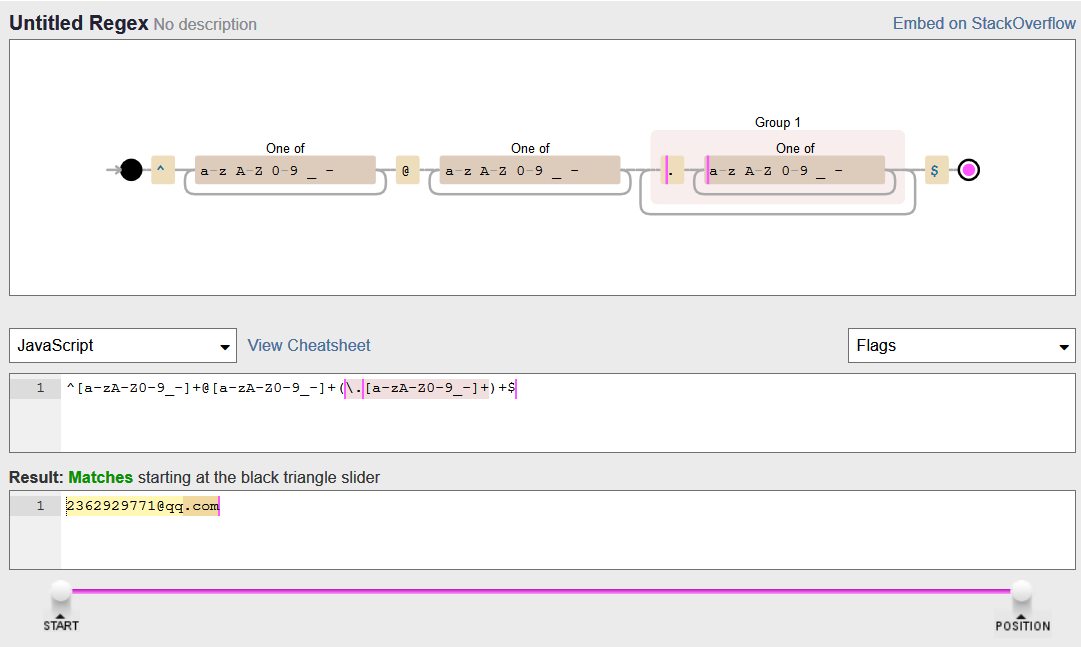 Untitled Regex No description Embed on StackOverflow
Group 1
One of One of One of
^ a-z A-Z 0-9 _ - @ a-z A-Z 0-9 _ - . a-z A-Z 0-9 _ - $
JavaScript View Cheatsheet Flags
1 ^[a-zA-Z0-9_-]+@[a-zA-Z0-9_-]+(\.[a-zA-Z0-9_-]+)+$
Result: Matches starting at the black triangle slider
1 2362929771@qq.com
START POSITION